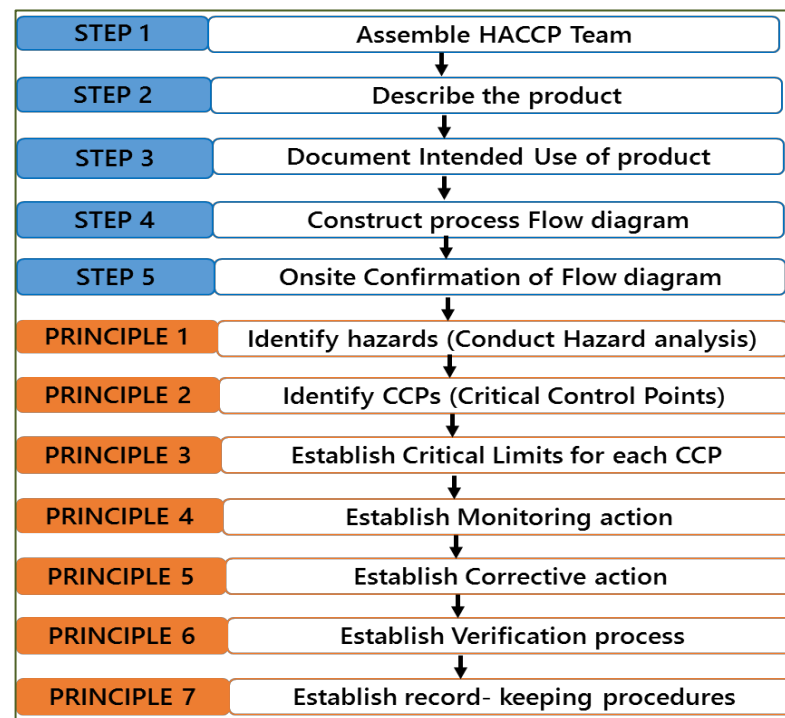 STEP 1 Assemble HACCP Team
STEP 2 Describe the product
STEP 3 Document Intended Use of product
STEP 4 Construct process Flow diagram
STEP 5 Onsite Confirmation of Flow diagram
PRINCIPLE 1 Identify hazards (Conduct Hazard analysis)
PRINCIPLE 2 Identify CCPs (Critical Control Points)
PRINCIPLE 3 Establish Critical Limits for each CCP
PRINCIPLE 4 Establish Monitoring action
PRINCIPLE 5 Establish Corrective action
PRINCIPLE 6 Establish Verification process
PRINCIPLE 7 Establish record- keeping procedures